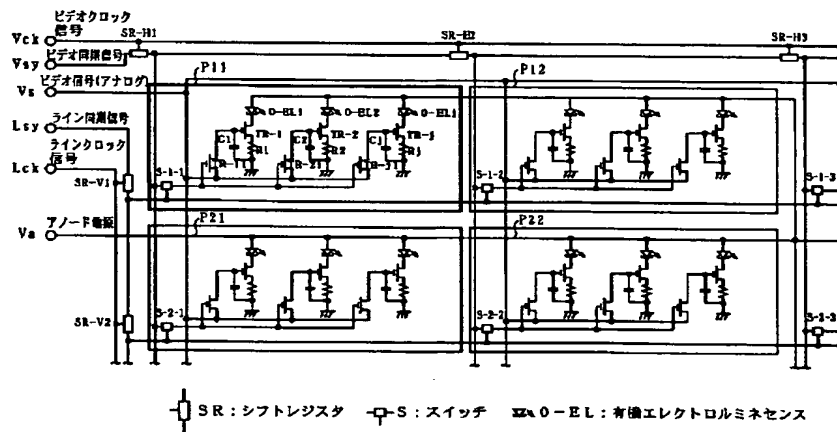 ビデオクロック
信号
Vck
SR-H1
SR-H2
SR-H3
ビデオ同期信号
Vsy
ビデオ信号(アナログ)
Vs
P11
P12
O-EL1
O-EL2
ライン同期信号
Lsy
C1
TR-1
C2
TR-2
Cj
TR-j
R1
R2
Rj
ラインクロック
信号
Lck
SR-V1
S-1-1
S-1-2
S-1-3
P21
P22
アノード電源
Va
SR-V2
S-2-1
S-2-2
S-2-3
SR:シフトレジスタ
S:スイッチ
O-EL:有機エレクトロルミネセンス